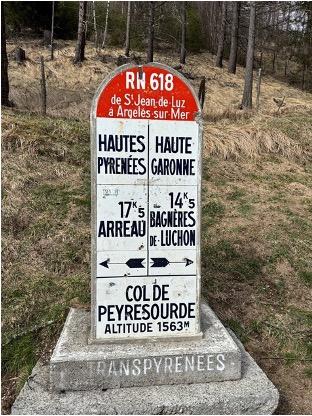 RN 618
de St Jean-de-Luz
à Argelès-sur-Mer
HAUTES
PYRÉNÉES
HAUTE
GARONNE
17K5
ARREAU
14K5
BAGNÈRES
DE-LUCHON
COL DE
PEYRESOURDE
ALTITUDE 1563M
TRANSPYRENEES